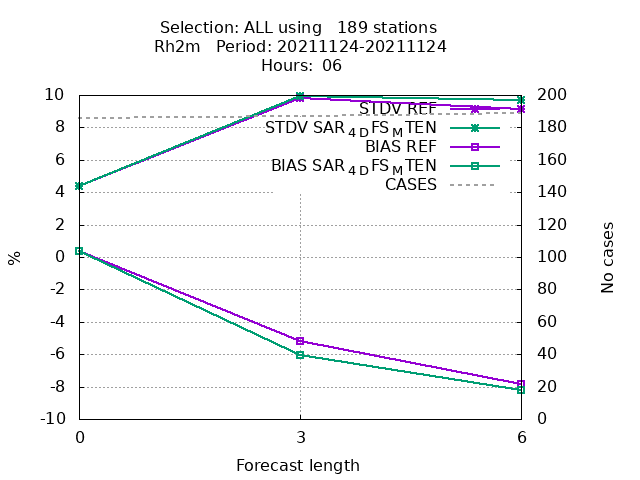 Selection: ALL using   189 stations
Rh2m   Period: 20211124-20211124
Hours:  06
10 200
8 180
6 160
4 140
2 120
0 100
-2 80
-4 60
-6 40
-8 20
-10 0
STDV REF
STDV SAR4DFSMTEN
BIAS REF
BIAS SAR4DFSMTEN
CASES
%
No cases
0 3 6
Forecast length